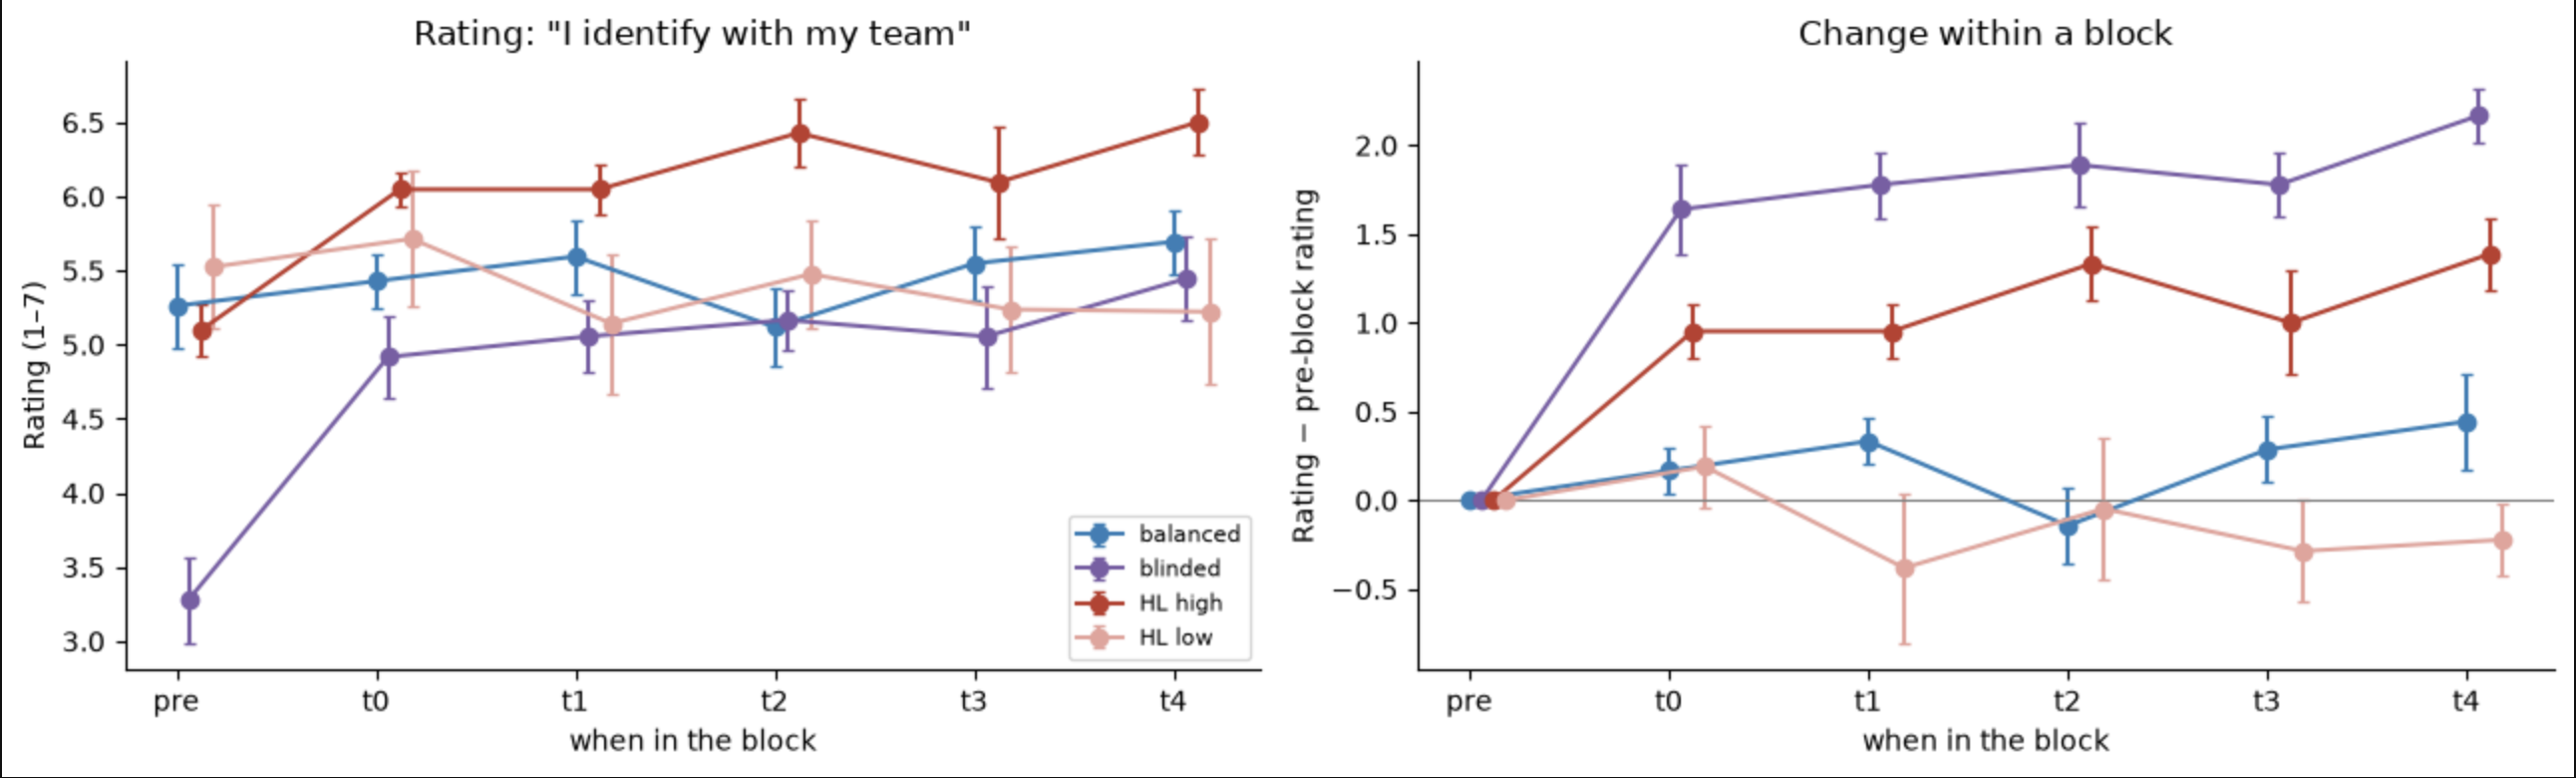 Rating: "I identify with my team"
Rating (1–7)
6.5
6.0
5.5
5.0
4.5
4.0
3.5
3.0
balanced
blinded
HL high
HL low
pre t0 t1 t2 t3 t4
when in the block
Change within a block
Rating − pre-block rating
2.0
1.5
1.0
0.5
0.0
−0.5
pre t0 t1 t2 t3 t4
when in the block